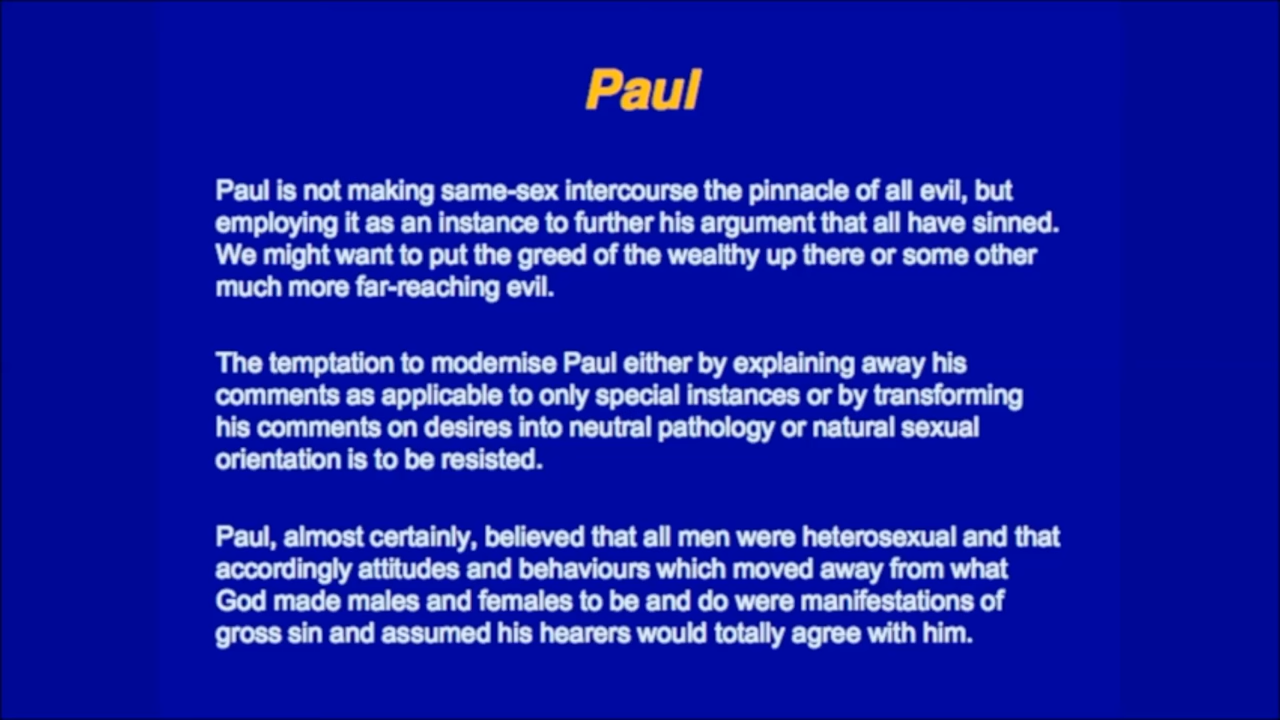 Paul
Paul is not making same-sex intercourse the pinnacle of all evil, but
employing it as an instance to further his argument that all have sinned.
We might want to put the greed of the wealthy up there or some other
much more far-reaching evil.
The temptation to modernise Paul either by explaining away his
comments as applicable to only special instances or by transforming
his comments on desires into neutral pathology or natural sexual
orientation is to be resisted.
Paul, almost certainly, believed that all men were heterosexual and that
accordingly attitudes and behaviours which moved away from what
God made males and females to be and do were manifestations of
gross sin and assumed his hearers would totally agree with him.